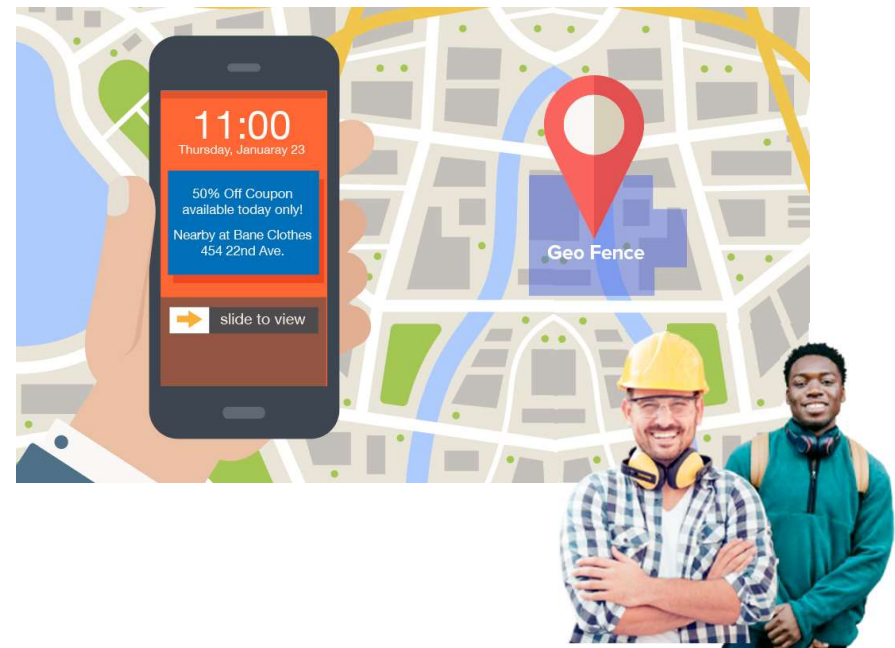 11:00
Thursday, Januaray 23
50% Off Coupon
available today only!
Nearby at Bane Clothes
454 22nd Ave.
slide to view
Geo Fence